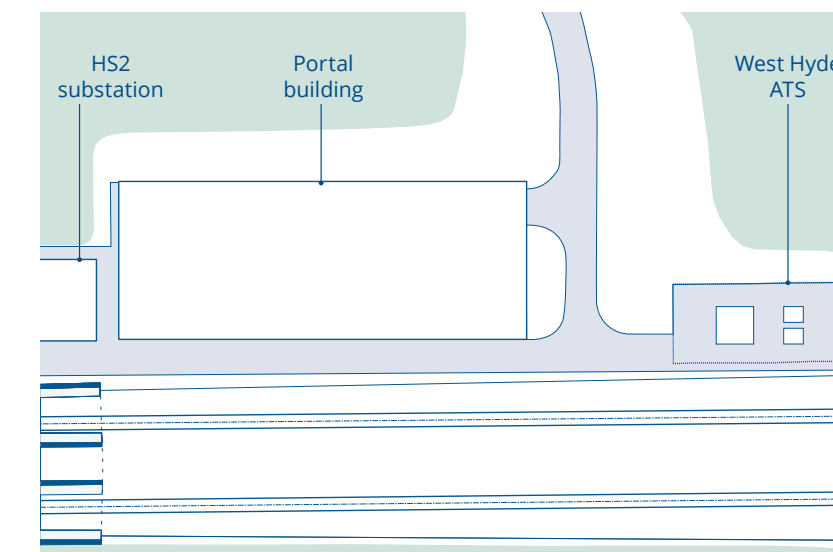 HS2
substation
Portal
building
West Hyde
ATS